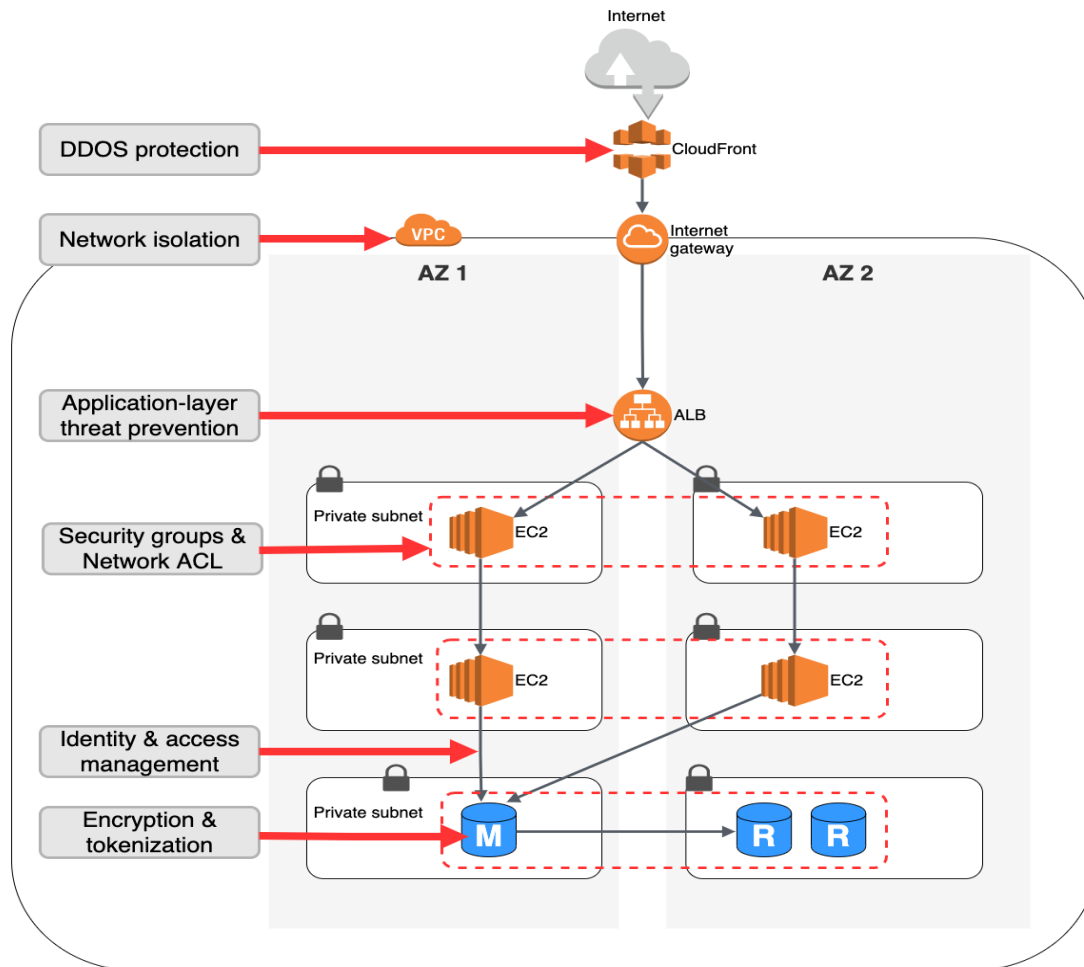 Internet
DDOS protection
CloudFront
Network isolation
VPC
Internet
gateway
AZ 1
AZ 2
Application-layer
threat prevention
ALB
Private subnet
EC2
EC2
Security groups &
Network ACL
Private subnet
EC2
EC2
Identity & access
management
Private subnet
Encryption &
tokenization
M
R
R